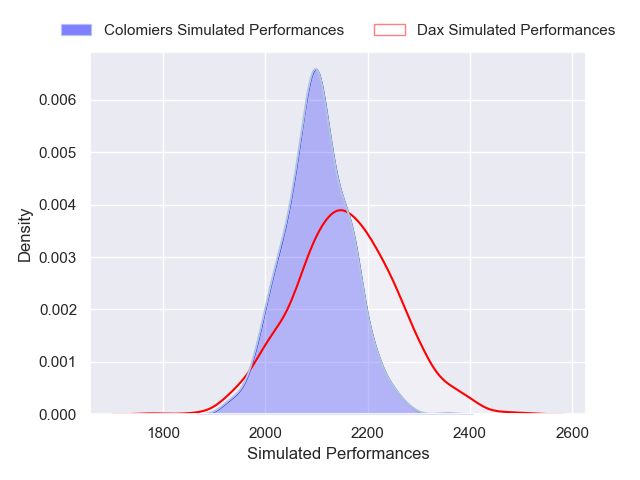 Colomiers Simulated Performances Dax Simulated Performances
0.006
0.005
0.004
0.003
0.002
0.001
0.000
Density
1800 2000 2200 2400 2600
Simulated Performances